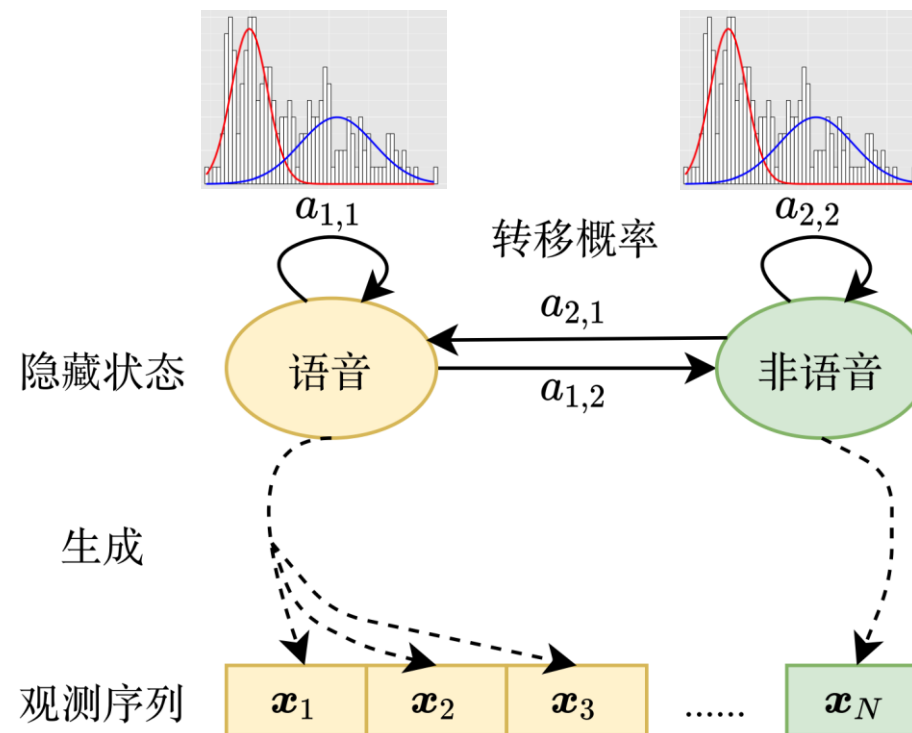 a1,1
a2,2
转移概率
a2,1
隐藏状态
语音
非语音
a1,2
生成
观测序列
x1
x2
x3
......
xN